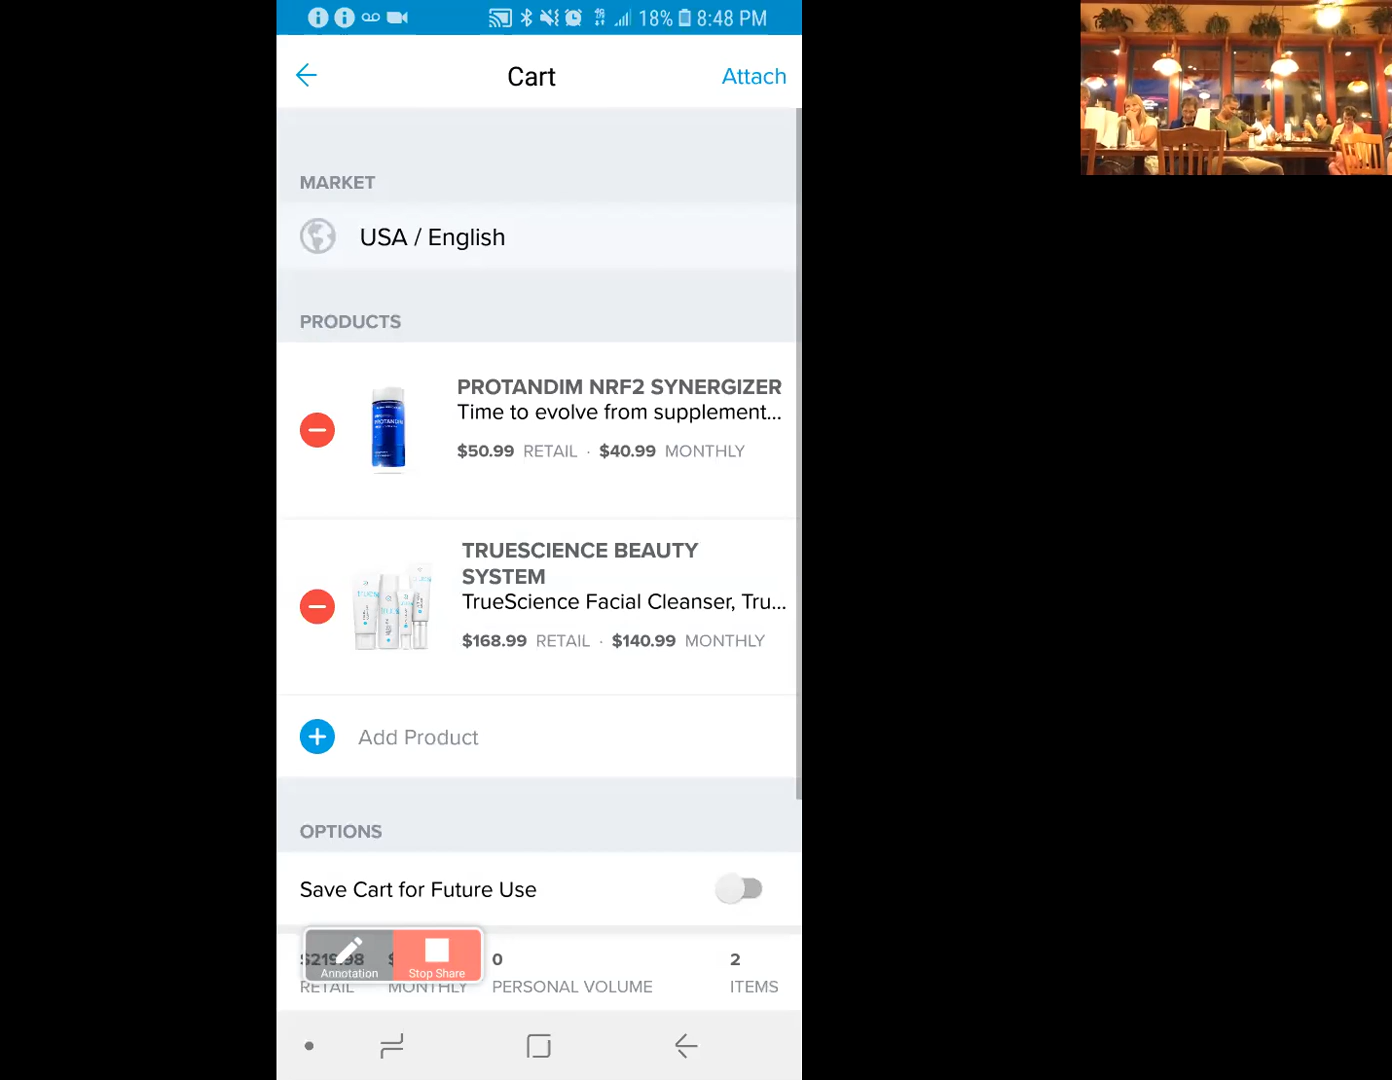 18% 8:48 PM
Cart
Attach
MARKET
USA / English
PRODUCTS
PROTANDIM NRF2 SYNERGIZER
Time to evolve from supplement...
$50.99 RETAIL · $40.99 MONTHLY
TRUESCIENCE BEAUTY
SYSTEM
TrueScience Facial Cleanser, Tru...
$168.99 RETAIL · $140.99 MONTHLY
Add Product
OPTIONS
Save Cart for Future Use
$219.98
RETAIL
$
MONTHLY
Annotation
Stop Share
0
PERSONAL VOLUME
2
ITEMS